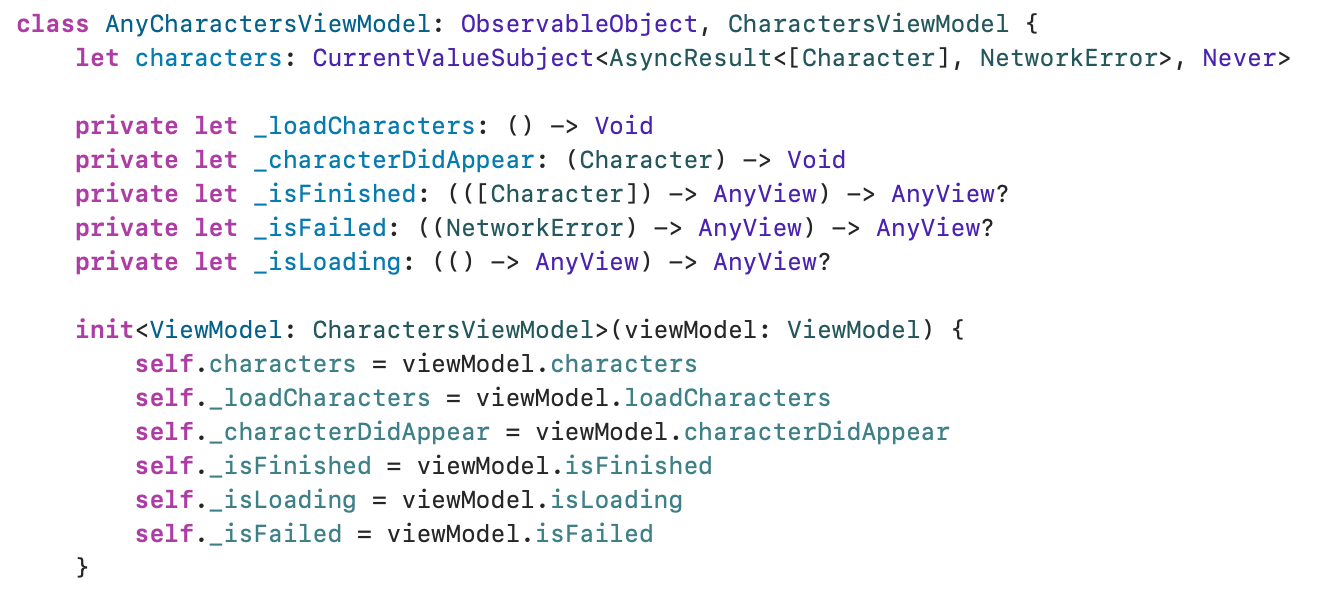 class AnyCharactersViewModel: ObservableObject, CharactersViewModel {
    let characters: CurrentValueSubject<AsyncResult<[Character], NetworkError>, Never>

    private let _loadCharacters: () -> Void
    private let _characterDidAppear: (Character) -> Void
    private let _isFinished: (([Character]) -> AnyView) -> AnyView?
    private let _isFailed: ((NetworkError) -> AnyView) -> AnyView?
    private let _isLoading: (() -> AnyView) -> AnyView?

    init<ViewModel: CharactersViewModel>(viewModel: ViewModel) {
        self.characters = viewModel.characters
        self._loadCharacters = viewModel.loadCharacters
        self._characterDidAppear = viewModel.characterDidAppear
        self._isFinished = viewModel.isFinished
        self._isLoading = viewModel.isLoading
        self._isFailed = viewModel.isFailed
    }